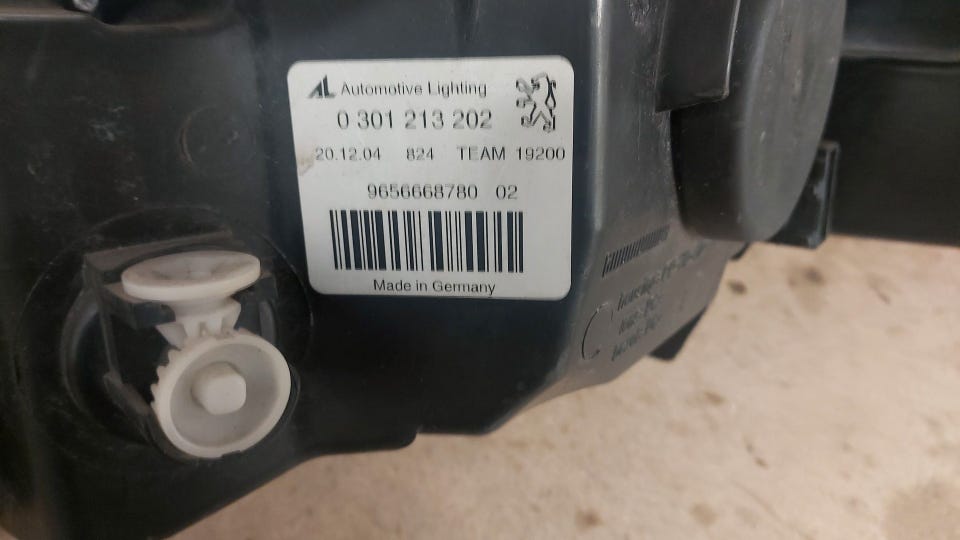 AL Automotive Lighting
0 301 213 202
20.12.04 824 TEAM 19200
9656668780 02
Made in Germany